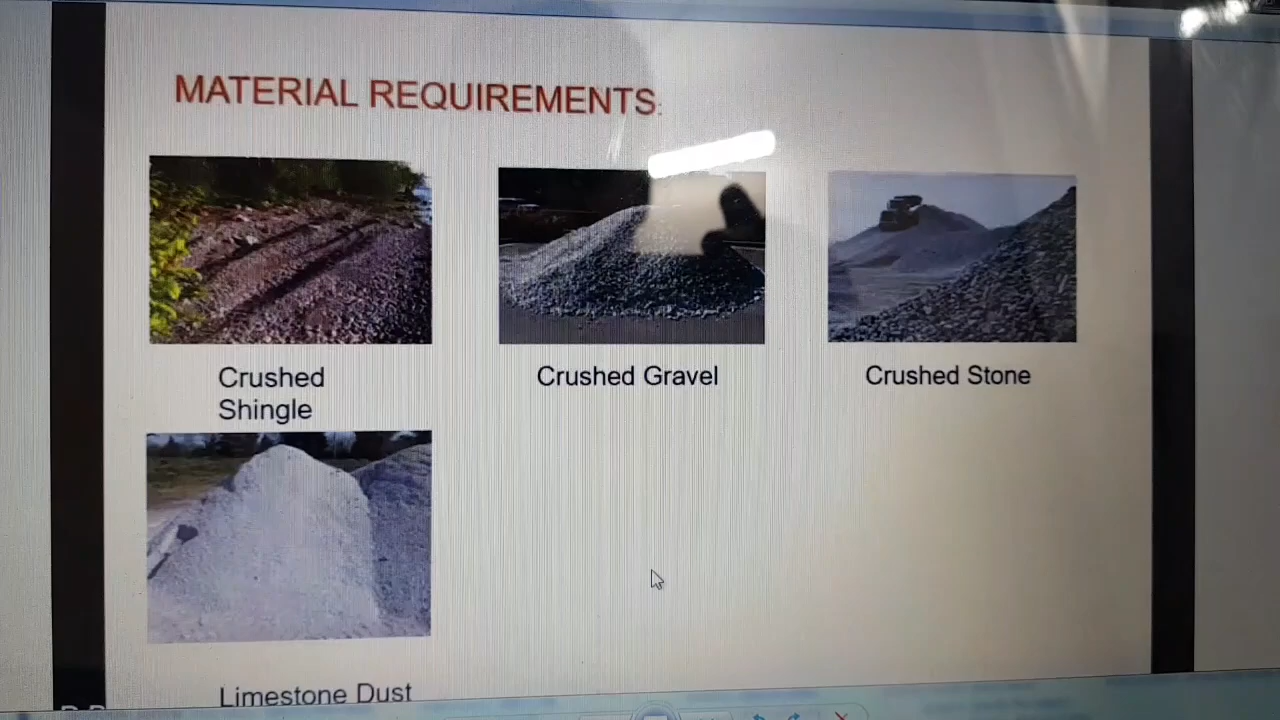 MATERIAL REQUIREMENTS:
Crushed
Shingle
Crushed Gravel
Crushed Stone
Limestone Dust